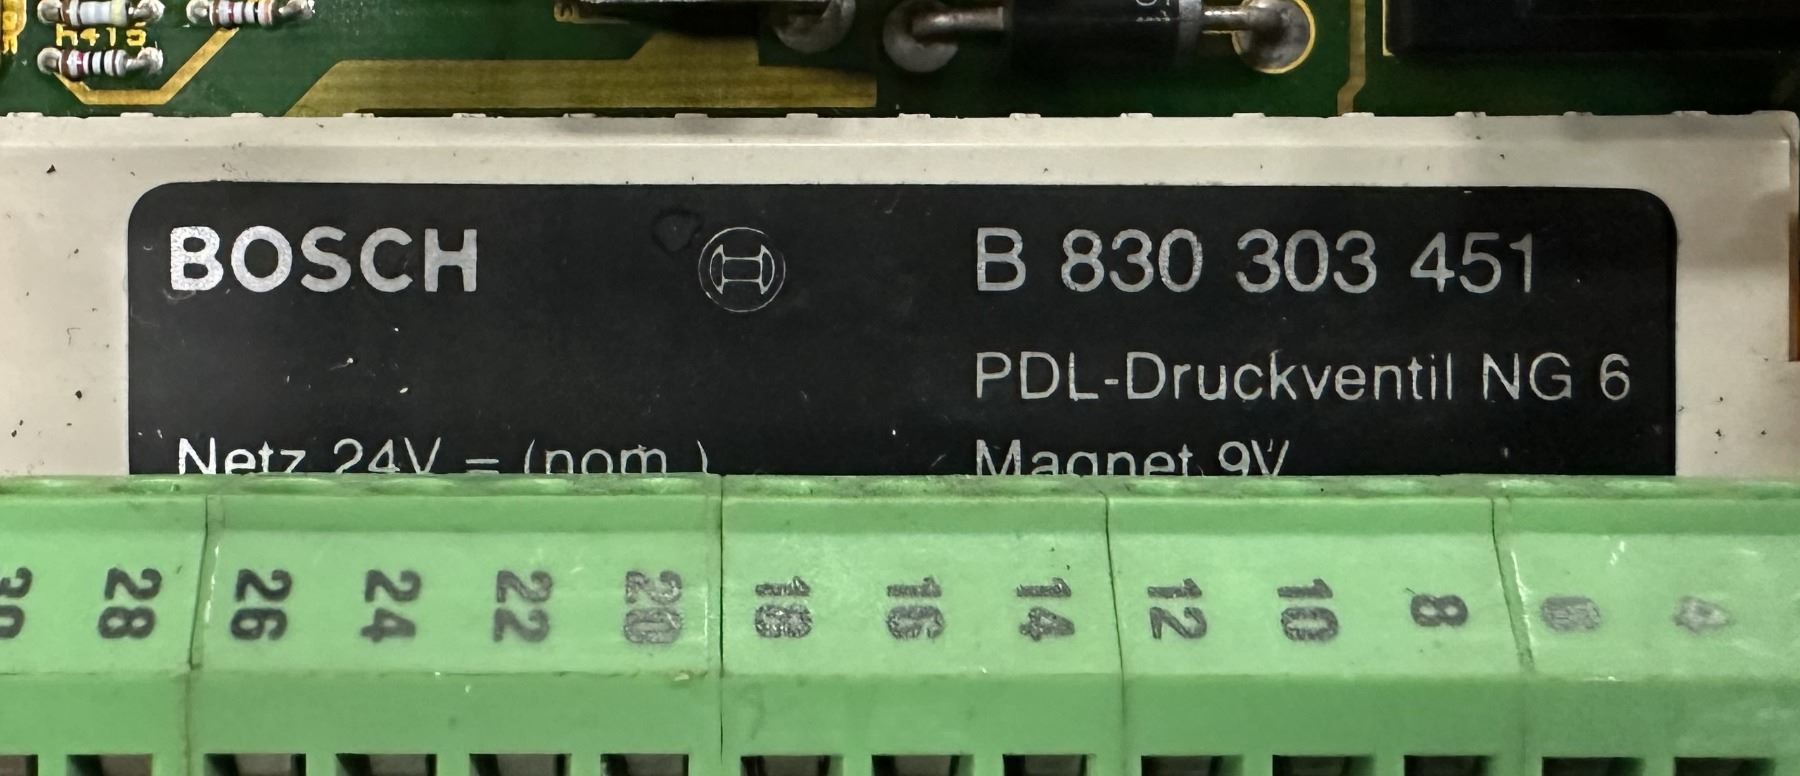 h415
BOSCH B 830 303 451
PDL-Druckventil NG 6
Netz 24V = (nom.) Magnet 9V
28 26 24 22 20 18 16 14 12 10 8 6 4